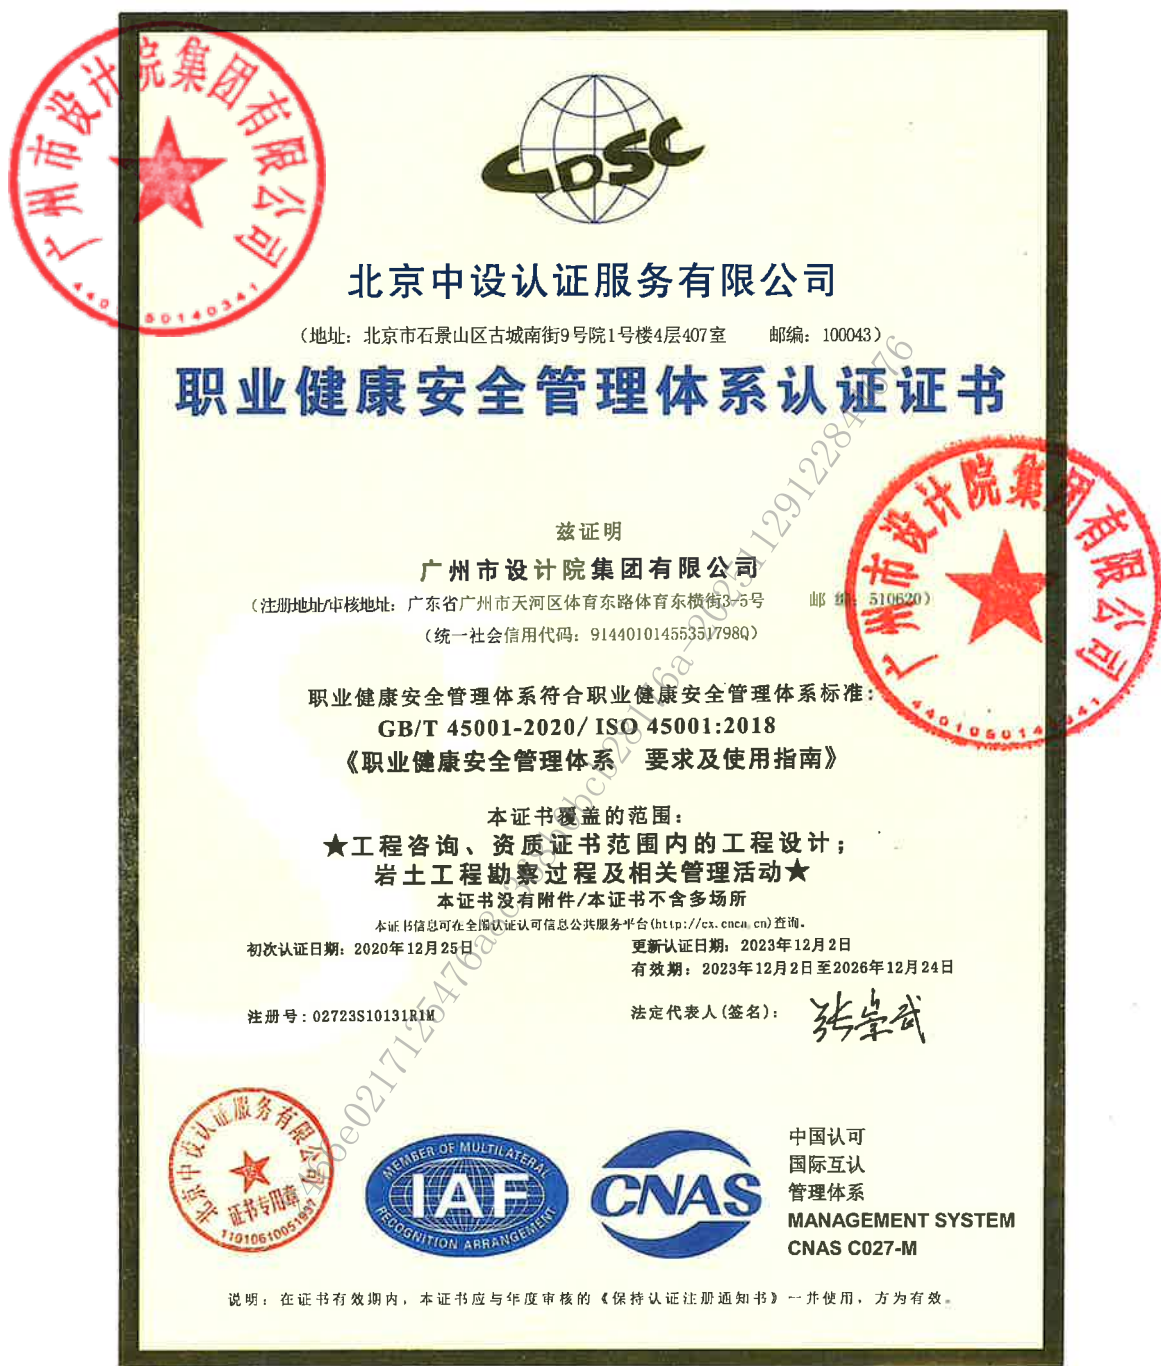 广州市设计院集团有限公司
CDSC
北京中设认证服务有限公司
（地址：北京市石景山区古城南街9号院1号楼4层407室 邮编：100043）
职业健康安全管理体系认证证书
广州市设计院集团有限公司
兹证明
广州市设计院集团有限公司
（注册地址/审核地址：广东省广州市天河区体育东路体育东横街3-5号 邮 编：510620）
（统一社会信用代码：91440101455351798Q）
职业健康安全管理体系符合职业健康安全管理体系标准：
GB/T 45001-2020/ ISO 45001:2018
《职业健康安全管理体系 要求及使用指南》
本证书覆盖的范围：
★工程咨询、资质证书范围内的工程设计；
岩土工程勘察过程及相关管理活动★
本证书没有附件/本证书不含多场所
本证书信息可在全国认证认可信息公共服务平台(http://cx.cnca.cn)查询。
初次认证日期：2020年12月25日
更新认证日期：2023年12月2日
有效期：2023年12月2日至2026年12月24日
注册号：02723S10131R1M
法定代表人(签名)：
张崇武
北京中设认证服务有限公司
证书专用章
MEMBER OF MULTILATERAL
IAF
RECOGNITION ARRANGEMENT
CNAS
中国认可
国际互认
管理体系
MANAGEMENT SYSTEM
CNAS C027-M
说明：在证书有效期内，本证书应与年度审核的《保持认证注册通知书》一并使用，方为有效。